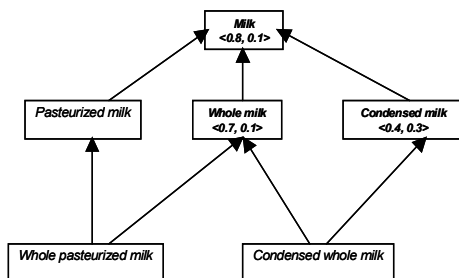 Milk
<0.8, 0.1>
Pasteurized milk
Whole milk
<0.7, 0.1>
Condensed milk
<0.4, 0.3>
Whole pasteurized milk
Condensed whole milk